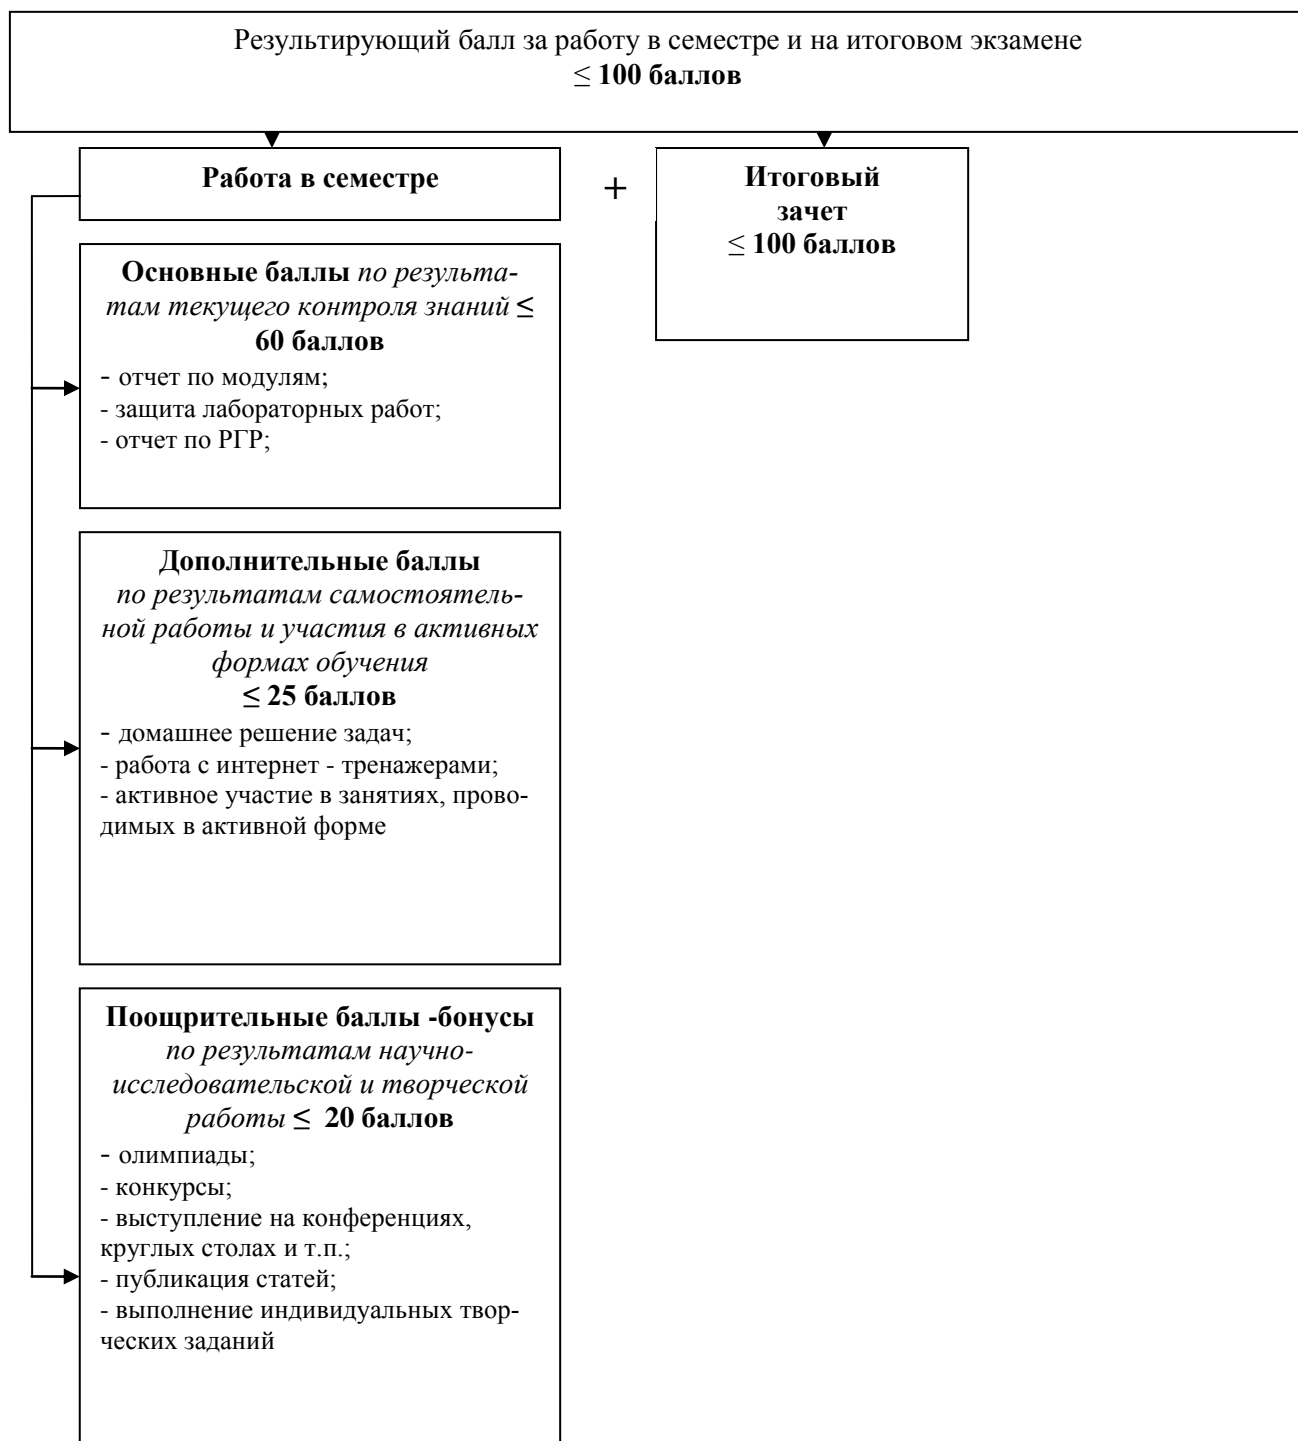 Результирующий балл за работу в семестре и на итоговом экзамене
≤ 100 баллов
Работа в семестре
+
Итоговый
зачет
≤ 100 баллов
Основные баллы по результа-
там текущего контроля знаний ≤
60 баллов
- отчет по модулям;
- защита лабораторных работ;
- отчет по РГР;
Дополнительные баллы
по результатам самостоятель-
ной работы и участия в активных
формах обучения
≤ 25 баллов
- домашнее решение задач;
- работа с интернет - тренажерами;
- активное участие в занятиях, прово-
димых в активной форме
Поощрительные баллы -бонусы
по результатам научно-
исследовательской и творческой
работы ≤ 20 баллов
- олимпиады;
- конкурсы;
- выступление на конференциях,
круглых столах и т.п.;
- публикация статей;
- выполнение индивидуальных твор-
ческих заданий